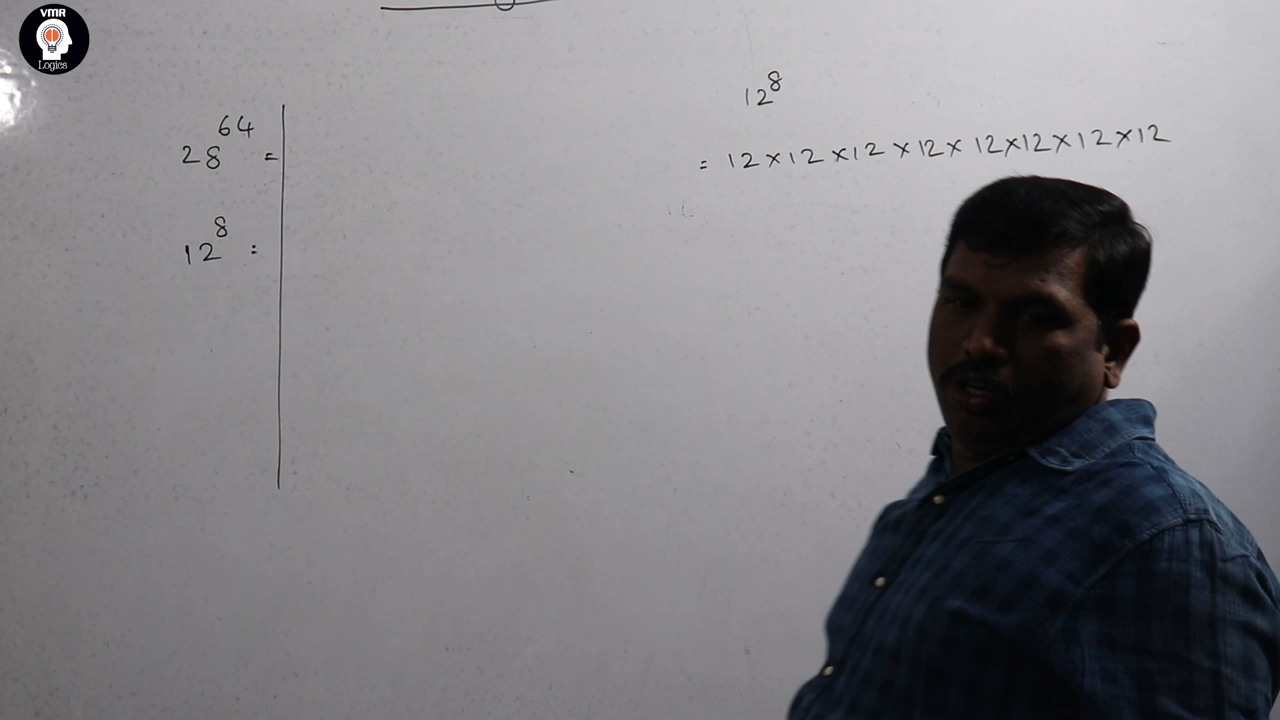 VMR
Logics
28^64 =
12^8 =
12^8
= 12×12×12×12×12×12×12×12